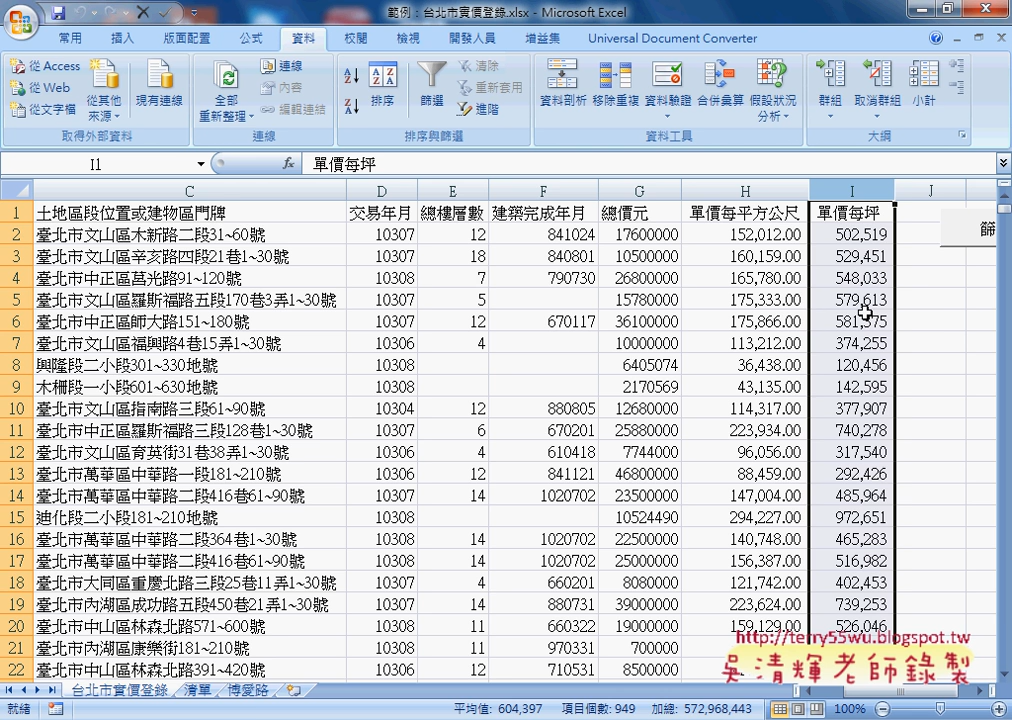 範例：台北市實價登錄.xlsx - Microsoft Excel
常用 插入 版面配置 公式 資料 校閱 檢視 開發人員 增益集 Universal Document Converter
從 Access
從 Web
從文字檔
從其他來源
現有連線
全部重新整理
連線
內容
編輯連結
排序
篩選
清除
重新套用
進階
資料剖析 移除重複 資料驗證 合併彙算 假設狀況分析
群組 取消群組 小計
取得外部資料 連線 排序與篩選 資料工具 大綱
I1 fx 單價每坪
C D E F G H I J
1 土地區段位置或建物區門牌 交易年月 總樓層數 建築完成年月 總價元 單價每平方公尺 單價每坪
2 臺北市文山區木新路二段31~60號 10307 12 841024 17600000 152,012.00 502,519 篩
3 臺北市文山區辛亥路四段21巷1~30號 10307 18 840801 10500000 160,159.00 529,451
4 臺北市中正區莒光路91~120號 10308 7 790730 26800000 165,780.00 548,033
5 臺北市文山區羅斯福路五段170巷3弄1~30號 10307 5 15780000 175,333.00 579,613
6 臺北市中正區師大路151~180號 10307 12 670117 36100000 175,866.00 581,375
7 臺北市文山區福興路4巷15弄1~30號 10306 4 10000000 113,212.00 374,255
8 興隆段二小段301~330地號 10308 6405074 36,438.00 120,456
9 木柵段一小段601~630地號 10308 2170569 43,135.00 142,595
10 臺北市文山區指南路三段61~90號 10304 12 880805 12680000 114,317.00 377,907
11 臺北市中正區羅斯福路三段128巷1~30號 10307 6 670201 25880000 223,934.00 740,278
12 臺北市文山區育英街31巷38弄1~30號 10306 4 610418 7744000 96,056.00 317,540
13 臺北市萬華區中華路一段181~210號 10306 12 841121 46800000 88,459.00 292,426
14 臺北市萬華區中華路二段416巷61~90號 10307 14 1020702 23500000 147,004.00 485,964
15 迪化段二小段181~210地號 10308 10524490 294,227.00 972,651
16 臺北市萬華區中華路二段364巷1~30號 10308 14 1020702 22500000 140,748.00 465,283
17 臺北市萬華區中華路二段416巷61~90號 10308 14 1020702 25000000 156,387.00 516,982
18 臺北市大同區重慶北路三段25巷11弄1~30號 10307 4 660201 8080000 121,742.00 402,453
19 臺北市內湖區成功路五段450巷21弄1~30號 10307 14 880731 39000000 223,624.00 739,253
20 臺北市中山區林森北路571~600號 10308 11 660322 19000000 159,129.00 526,046
21 臺北市內湖區康樂街181~210號 10308 11 970331 700000
22 臺北市中山區林森北路391~420號 10306 12 710531 8500000
http://terry55wu.blogspot.tw
吳清輝老師錄製
台北市實價登錄 清單 博愛路
就緒 平均值: 604,397 項目個數: 949 加總: 572,968,443 100%